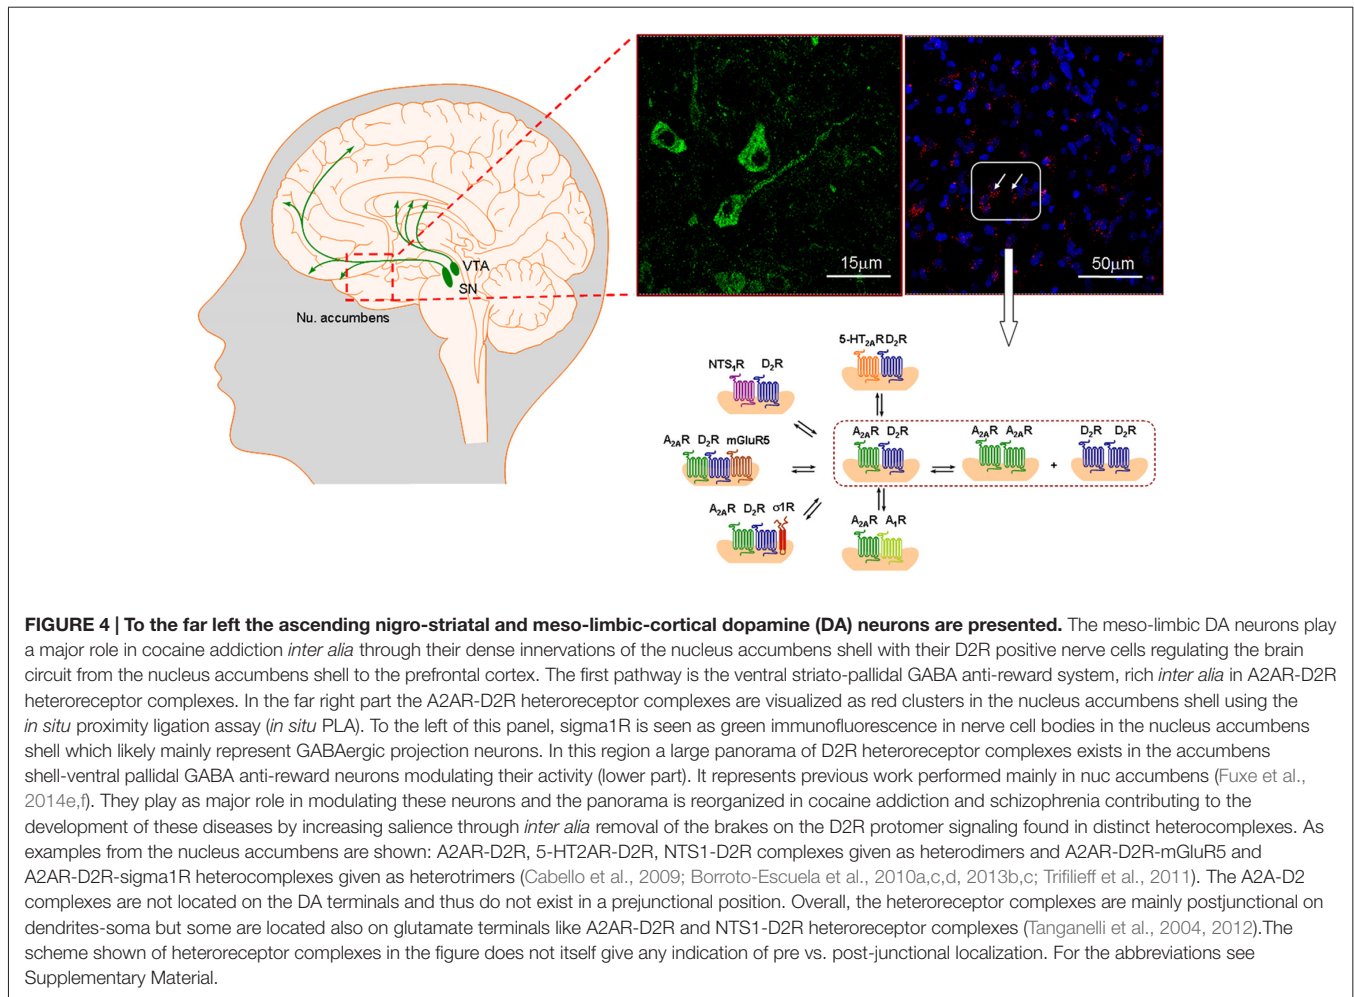 VTA
SN
Nu. accumbens
15μm
50μm
5-HT2AR D2R
NTS1R D2R
A2AR D2R
A2AR A2AR
D2R D2R
+
A2AR D2R mGluR5
A2AR D2R σ1R
A2AR A1R
FIGURE 4 | To the far left the ascending nigro-striatal and meso-limbic-cortical dopamine (DA) neurons are presented. The meso-limbic DA neurons play
a major role in cocaine addiction inter alia through their dense innervations of the nucleus accumbens shell with their D2R positive nerve cells regulating the brain
circuit from the nucleus accumbens shell to the prefrontal cortex. The first pathway is the ventral striato-pallidal GABA anti-reward system, rich inter alia in A2AR-D2R
heteroreceptor complexes. In the far right part the A2AR-D2R heteroreceptor complexes are visualized as red clusters in the nucleus accumbens shell using the
in situ proximity ligation assay (in situ PLA). To the left of this panel, sigma1R is seen as green immunofluorescence in nerve cell bodies in the nucleus accumbens
shell which likely mainly represent GABAergic projection neurons. In this region a large panorama of D2R heteroreceptor complexes exists in the accumbens
shell-ventral pallidal GABA anti-reward neurons modulating their activity (lower part). It represents previous work performed mainly in nuc accumbens (Fuxe et al.,
2014e,f). They play as major role in modulating these neurons and the panorama is reorganized in cocaine addiction and schizophrenia contributing to the
development of these diseases by increasing salience through inter alia removal of the brakes on the D2R protomer signaling found in distinct heterocomplexes. As
examples from the nucleus accumbens are shown: A2AR-D2R, 5-HT2AR-D2R, NTS1-D2R complexes given as heterodimers and A2AR-D2R-mGluR5 and
A2AR-D2R-sigma1R heterocomplexes given as heterotrimers (Cabello et al., 2009; Borroto-Escuela et al., 2010a,c,d, 2013b,c; Trifilieff et al., 2011). The A2A-D2
complexes are not located on the DA terminals and thus do not exist in a prejunctional position. Overall, the heteroreceptor complexes are mainly postjunctional on
dendrites-soma but some are located also on glutamate terminals like A2AR-D2R and NTS1-D2R heteroreceptor complexes (Tanganelli et al., 2004, 2012).The
scheme shown of heteroreceptor complexes in the figure does not itself give any indication of pre vs. post-junctional localization. For the abbreviations see
Supplementary Material.